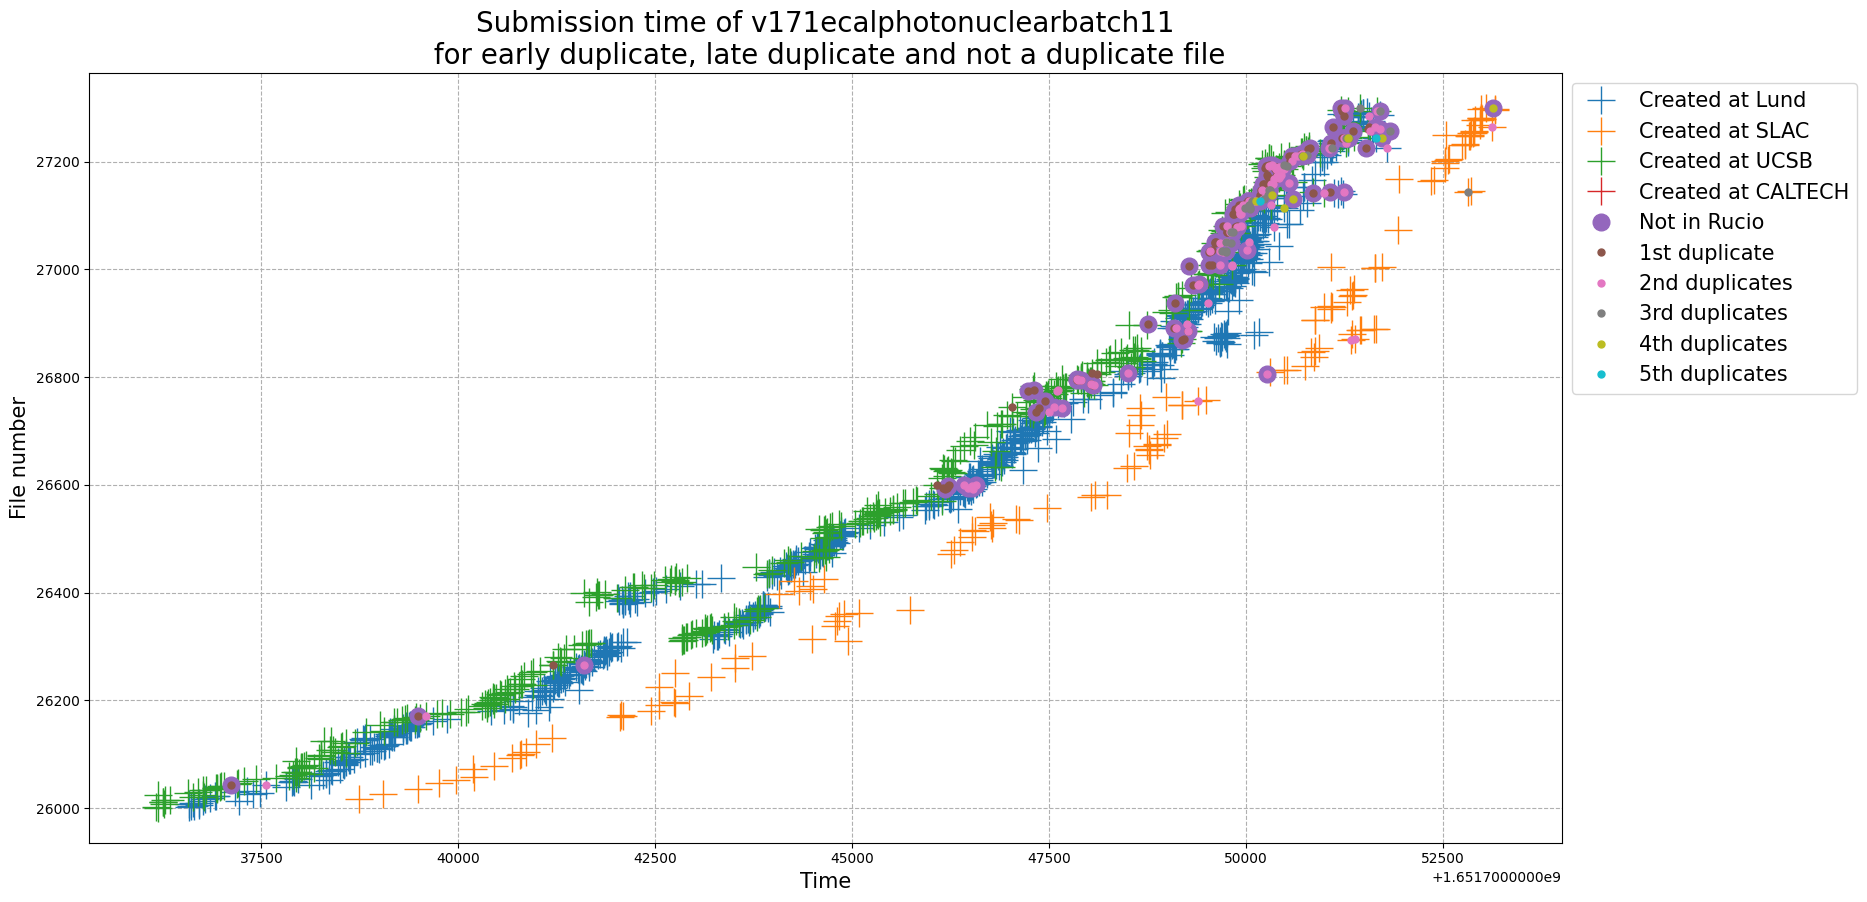 Submission time of v171ecalphotonuclearbatch11
for early duplicate, late duplicate and not a duplicate file
Created at Lund
Created at SLAC
Created at UCSB
Created at CALTECH
Not in Rucio
1st duplicate
2nd duplicates
3rd duplicates
4th duplicates
5th duplicates
File number
27200
27000
26800
26600
26400
26200
26000
37500
40000
42500
45000
47500
50000
52500
Time
+1.6517000000e9